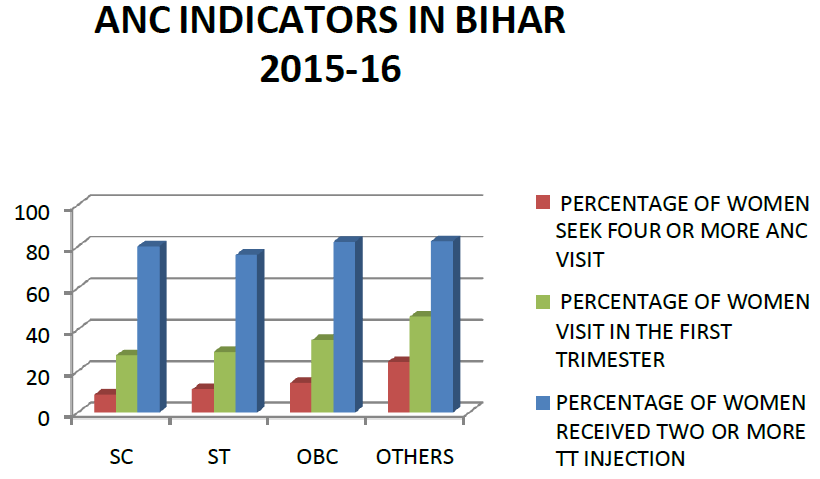 ANC INDICATORS IN BIHAR
2015-16
100
80
60
40
20
0
SC
ST
OBC
OTHERS
PERCENTAGE OF WOMEN
SEEK FOUR OR MORE ANC
VISIT
PERCENTAGE OF WOMEN
VISIT IN THE FIRST
TRIMESTER
PERCENTAGE OF WOMEN
RECEIVED TWO OR MORE
TT INJECTION